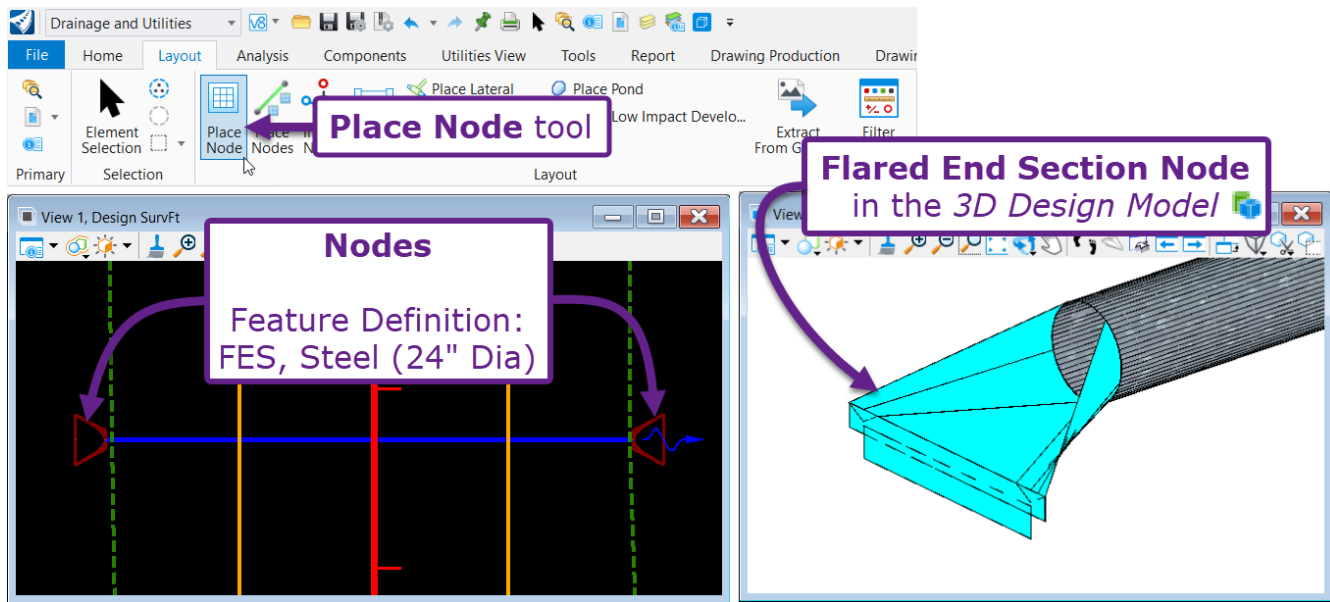 Drainage and Utilities
File Home Layout Analysis Components Utilities View Tools Report Drawing Production Drawin
Place Lateral Place Pond
Low Impact Develo...
Element Selection
Place Node
Place Nodes
Extract From G
Filter
Place Node tool
Primary Selection Layout
Flared End Section Node
in the 3D Design Model
View 1, Design SurvFt
View
Nodes
Feature Definition:
FES, Steel (24" Dia)